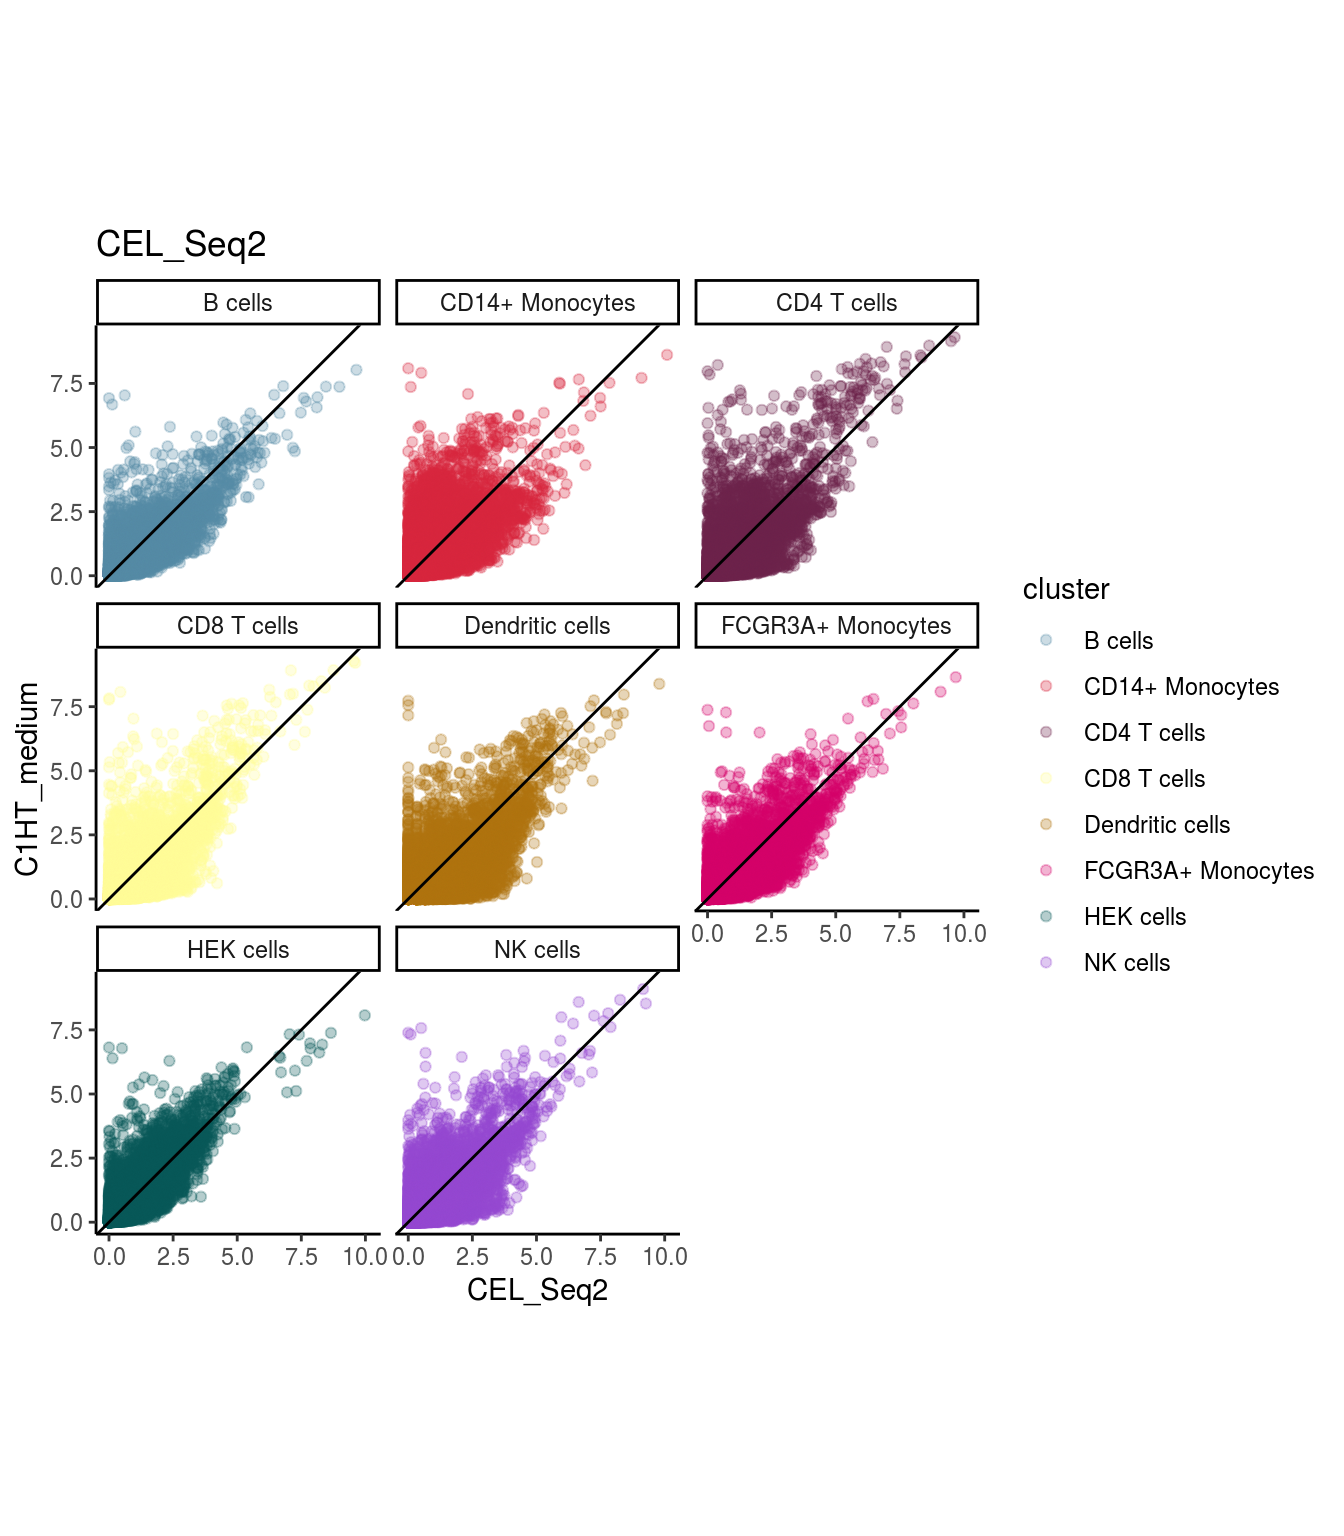 CEL_Seq2
B cells
CD14+ Monocytes
CD4 T cells
7.5
5.0
2.5
0.0
CD8 T cells
Dendritic cells
FCGR3A+ Monocytes
7.5
5.0
2.5
0.0
0.0 2.5 5.0 7.5 10.0
HEK cells
NK cells
7.5
5.0
2.5
0.0
0.0 2.5 5.0 7.5 10.0
0.0 2.5 5.0 7.5 10.0
CEL_Seq2
C1HT_medium
cluster
B cells
CD14+ Monocytes
CD4 T cells
CD8 T cells
Dendritic cells
FCGR3A+ Monocytes
HEK cells
NK cells